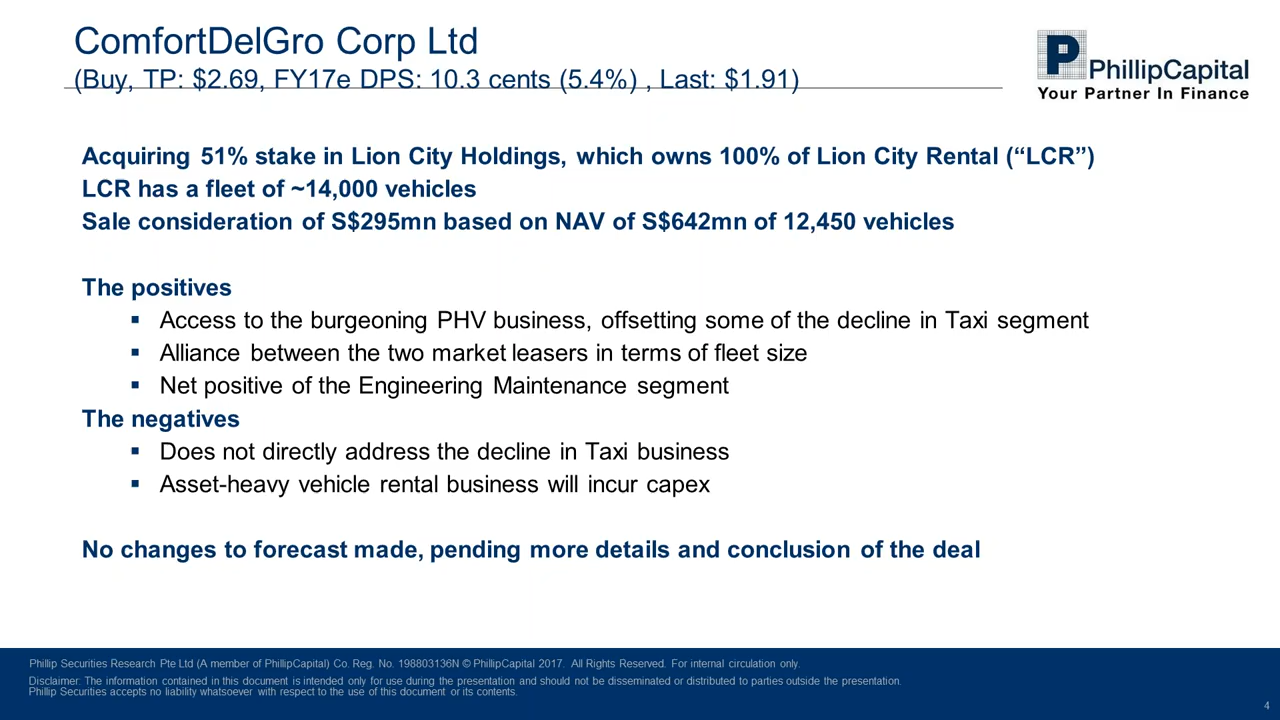 ComfortDelGro Corp Ltd
(Buy, TP: $2.69, FY17e DPS: 10.3 cents (5.4%) , Last: $1.91)
P
PhillipCapital
Your Partner In Finance
Acquiring 51% stake in Lion City Holdings, which owns 100% of Lion City Rental (“LCR”)
LCR has a fleet of ~14,000 vehicles
Sale consideration of S$295mn based on NAV of S$642mn of 12,450 vehicles
The positives
▪ Access to the burgeoning PHV business, offsetting some of the decline in Taxi segment
▪ Alliance between the two market leasers in terms of fleet size
▪ Net positive of the Engineering Maintenance segment
The negatives
▪ Does not directly address the decline in Taxi business
▪ Asset-heavy vehicle rental business will incur capex
No changes to forecast made, pending more details and conclusion of the deal
Phillip Securities Research Pte Ltd (A member of PhillipCapital) Co. Reg. No. 198803136N © PhillipCapital 2017. All Rights Reserved. For internal circulation only.
Disclaimer: The information contained in this document is intended only for use during the presentation and should not be disseminated or distributed to parties outside the presentation.
Phillip Securities accepts no liability whatsoever with respect to the use of this document or its contents.
4